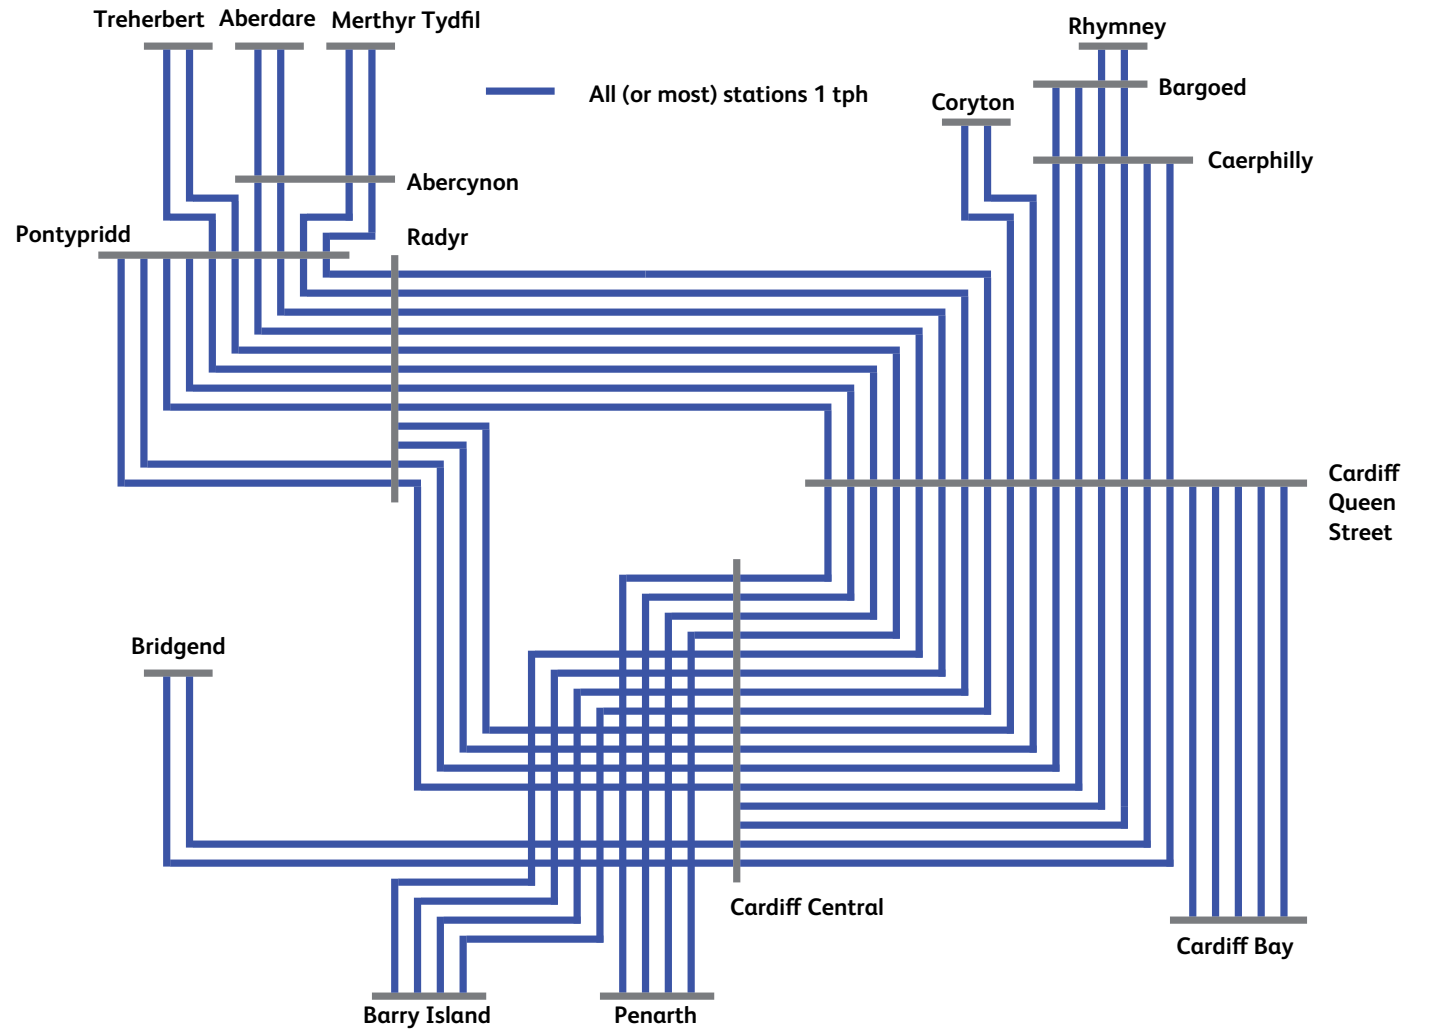 Treherbert
Aberdare
Merthyr Tydfil
Rhymney
Bargoed
All (or most) stations 1 tph
Coryton
Caerphilly
Abercynon
Pontypridd
Radyr
Cardiff
Queen
Street
Bridgend
Cardiff Central
Cardiff Bay
Barry Island
Penarth